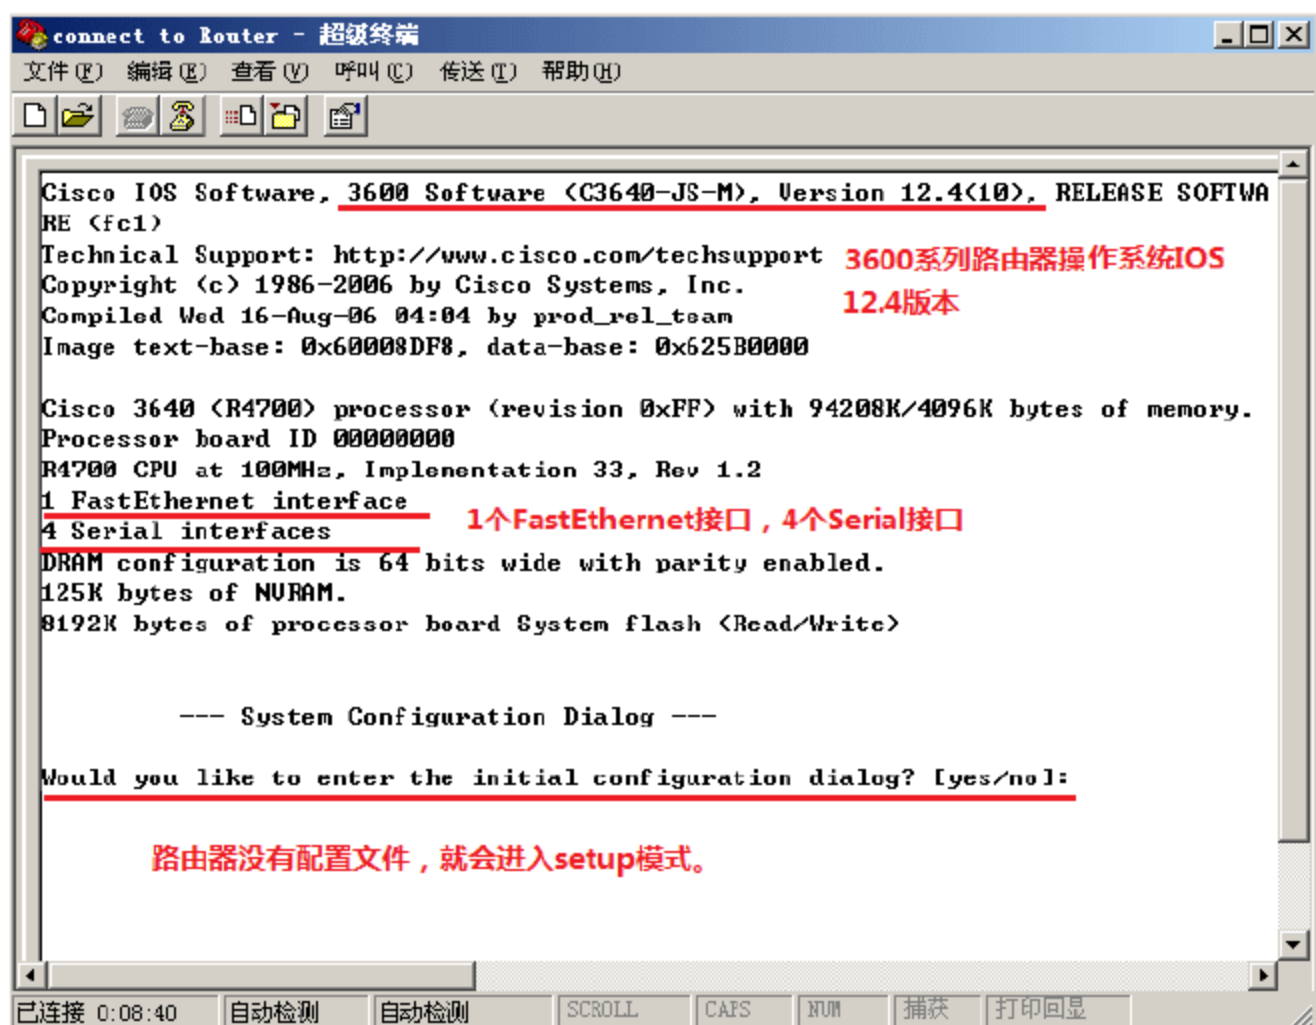 connect to Router - 超级终端
文件(F) 编辑(E) 查看(V) 呼叫(C) 传送(T) 帮助(H)
Cisco IOS Software, 3600 Software (C3640-JS-M), Version 12.4(10), RELEASE SOFTWA
RE (fc1)
Technical Support: http://www.cisco.com/techsupport
3600系列路由器操作系统IOS
Copyright (c) 1986-2006 by Cisco Systems, Inc.
12.4版本
Compiled Wed 16-Aug-06 04:04 by prod_rel_team
Image text-base: 0x60008DF8, data-base: 0x625B0000
Cisco 3640 (R4700) processor (revision 0xFF) with 94208K/4096K bytes of memory.
Processor board ID 00000000
R4700 CPU at 100MHz, Implementation 33, Rev 1.2
1 FastEthernet interface
1个FastEthernet接口，4个Serial接口
4 Serial interfaces
DRAM configuration is 64 bits wide with parity enabled.
125K bytes of NVRAM.
8192K bytes of processor board System flash (Read/Write)
--- System Configuration Dialog ---
Would you like to enter the initial configuration dialog? [yes/no]:
路由器没有配置文件，就会进入setup模式。
已连接 0:08:40 自动检测 自动检测 SCROLL CAPS NUM 捕获 打印回显